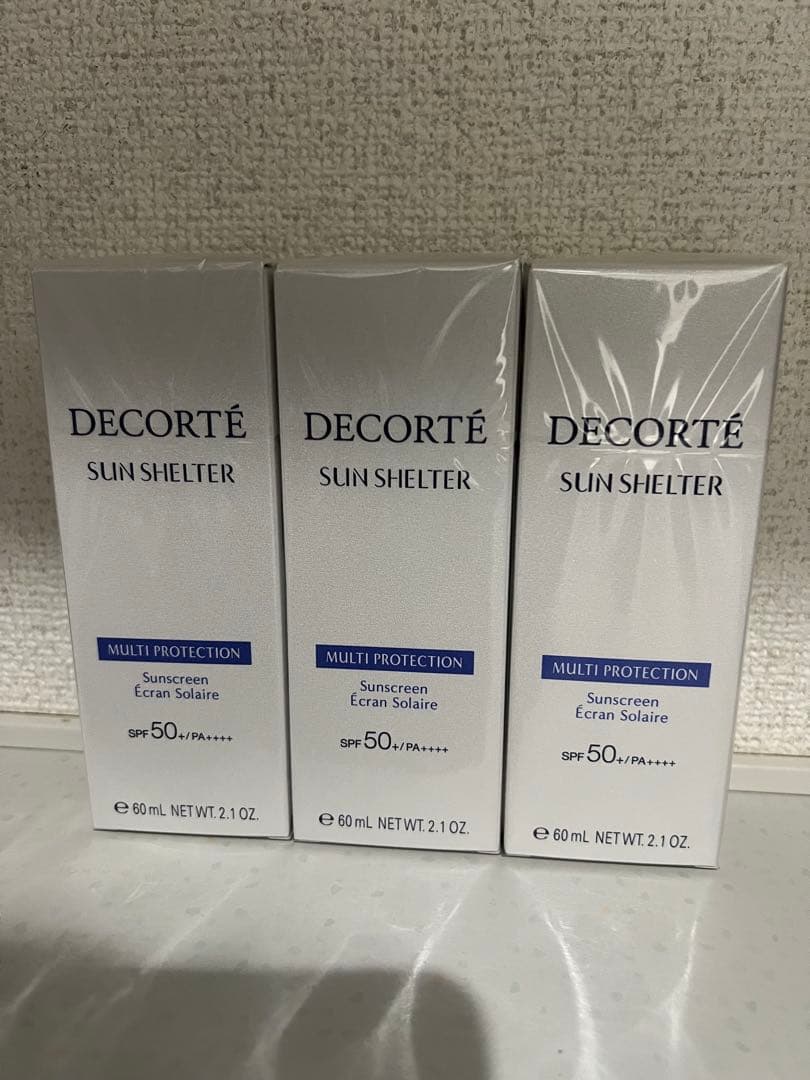 DECORTÉ
SUN SHELTER
MULTI PROTECTION
Sunscreen
Écran Solaire
SPF 50+/PA++++
℮ 60 mL NET WT. 2.1 OZ.
DECORTÉ
SUN SHELTER
MULTI PROTECTION
Sunscreen
Écran Solaire
SPF 50+/PA++++
℮ 60 mL NET WT. 2.1 OZ.
DECORTÉ
SUN SHELTER
MULTI PROTECTION
Sunscreen
Écran Solaire
SPF 50+/PA++++
℮ 60 mL NET WT. 2.1 OZ.